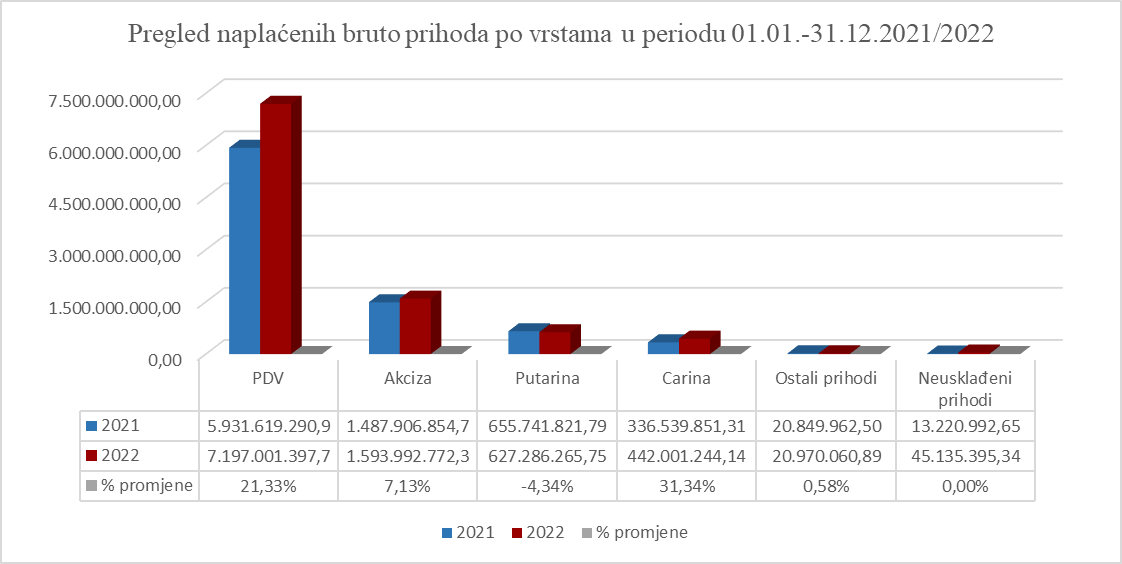 Pregled naplaćenih bruto prihoda po vrstama u periodu 01.01.-31.12.2021/2022
7.500.000.000,00
6.000.000.000,00
4.500.000.000,00
3.000.000.000,00
1.500.000.000,00
0,00
PDV Akciza Putarina Carina Ostali prihodi Neusklađeni
prihodi
2021 5.931.619.290,9 1.487.906.854,7 655.741.821,79 336.539.851,31 20.849.962,50 13.220.992,65
2022 7.197.001.397,7 1.593.992.772,3 627.286.265,75 442.001.244,14 20.970.060,89 45.135.395,34
% promjene 21,33% 7,13% -4,34% 31,34% 0,58% 0,00%
2021 2022 % promjene